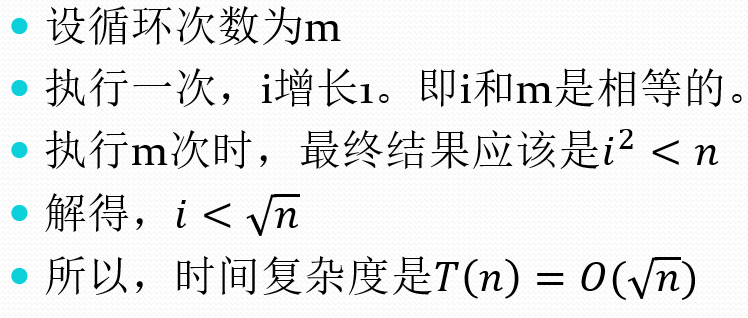 • 设循环次数为m
• 执行一次，i增长1。即i和m是相等的。
• 执行m次时，最终结果应该是i² < n
• 解得，i < √n
• 所以，时间复杂度是T(n) = O(√n)